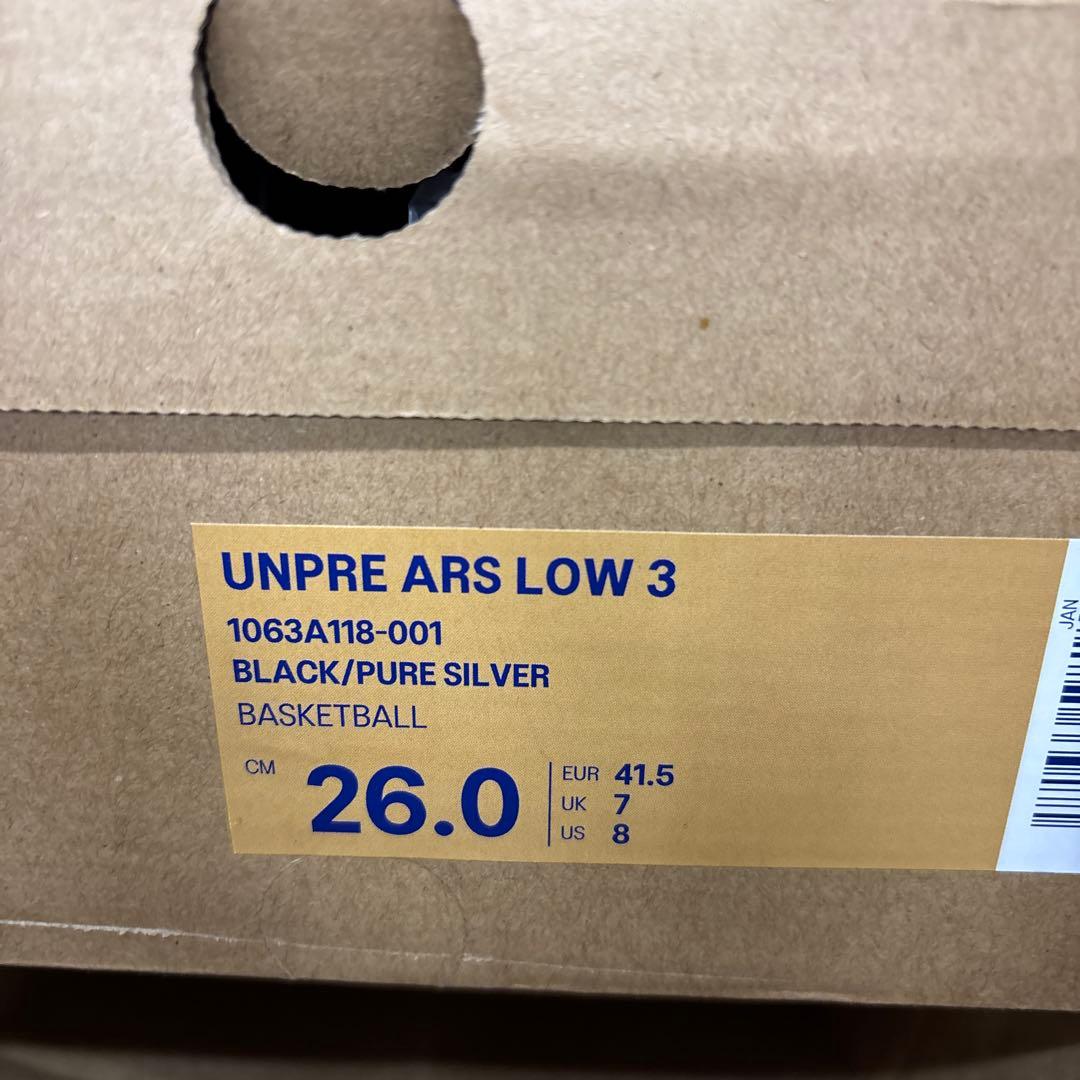 UNPRE ARS LOW 3
1063A118-001
BLACK/PURE SILVER
BASKETBALL
CM 26.0
EUR 41.5
UK 7
US 8
JAN